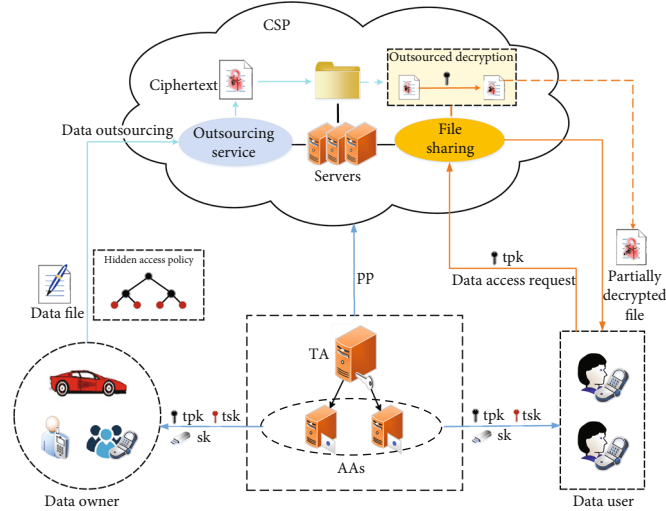 CSP
Outsourced decryption
Ciphertext
Data outsourcing
Outsourcing
service
Servers
File
sharing
Hidden access policy
Data file
PP
tpk
Data access request
Partially
decrypted
file
TA
tpk tsk
sk
AAs
tpk tsk
sk
Data owner
Data user